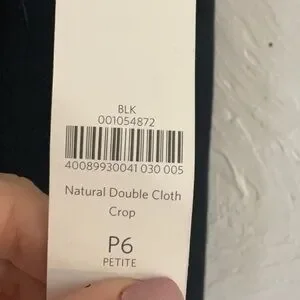 BLK
001054872
40089930041 030 005
Natural Double Cloth
Crop
P6
PETITE